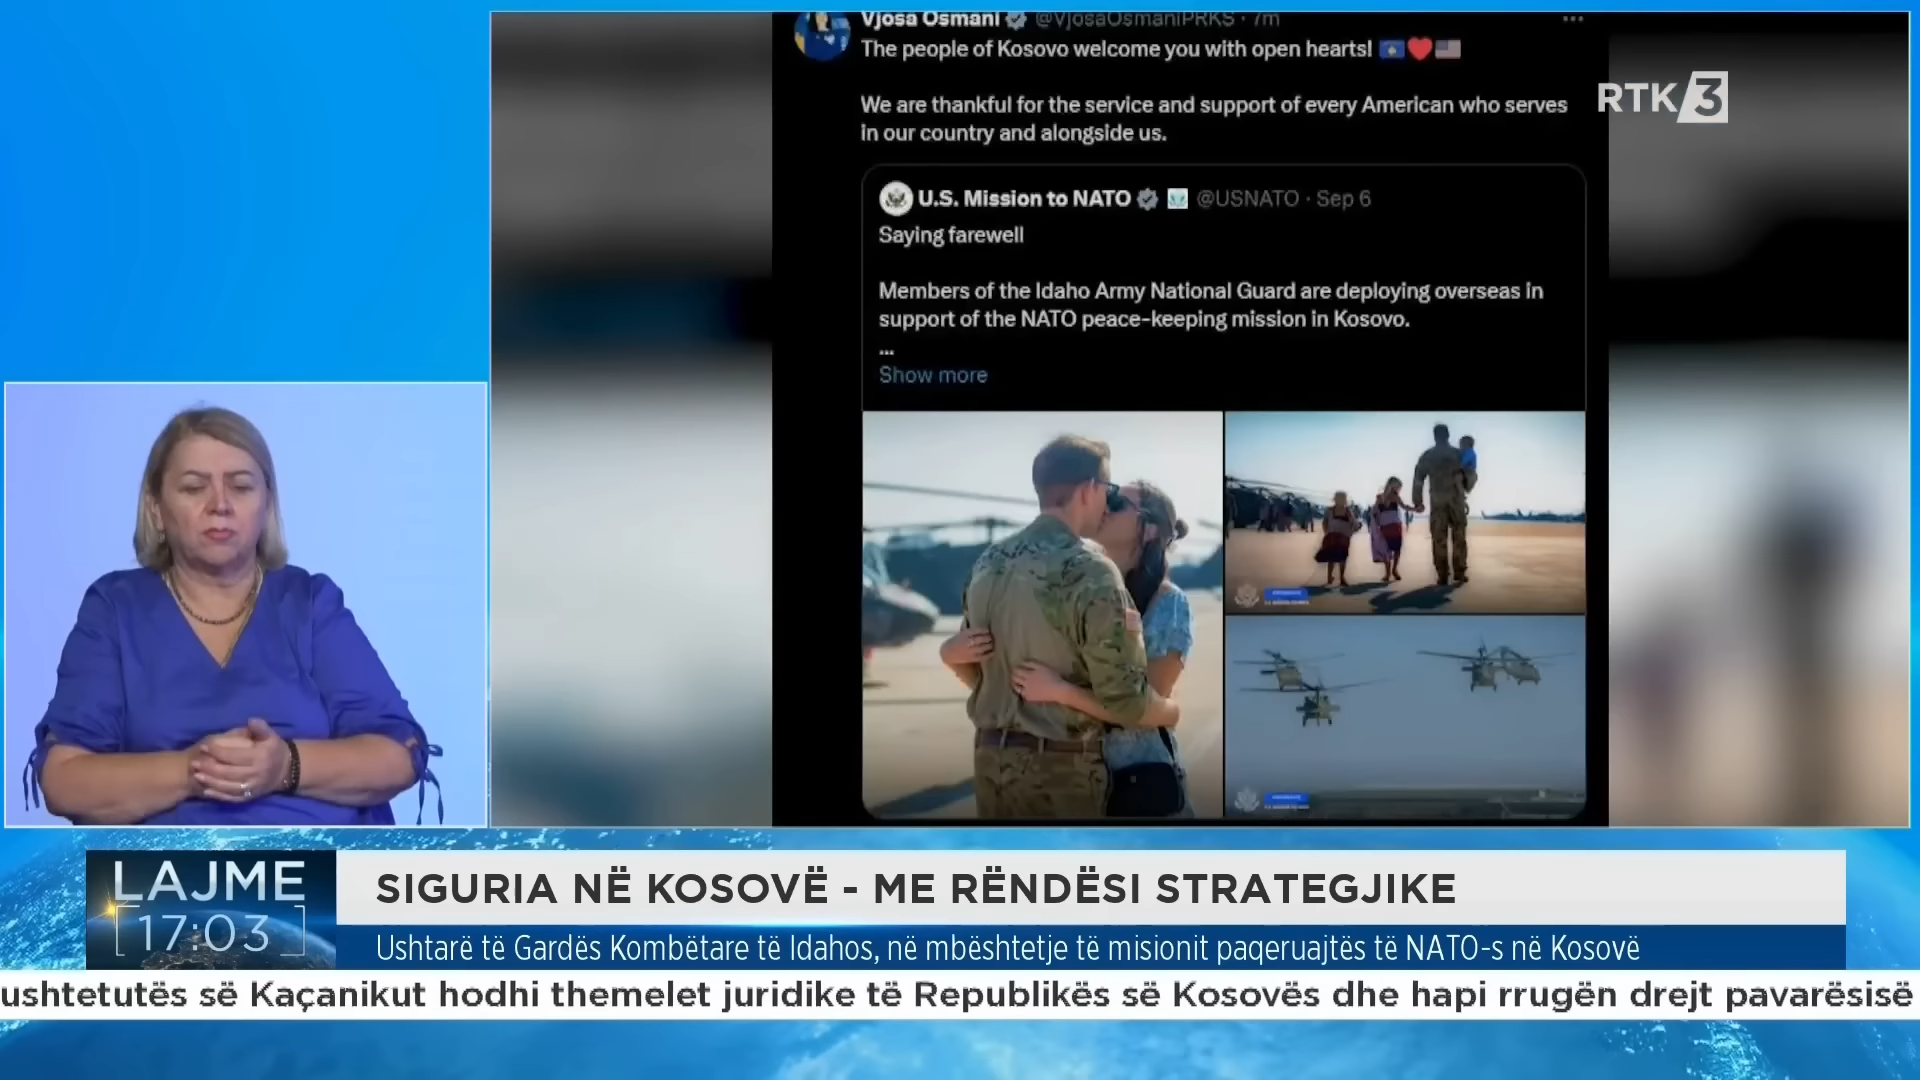 Vjosa Osmani @VjosaOsmaniPRKS · 7m
The people of Kosovo welcome you with open hearts!
We are thankful for the service and support of every American who serves
in our country and alongside us.
RTK 3
U.S. Mission to NATO @USNATO · Sep 6
Saying farewell
Members of the Idaho Army National Guard are deploying overseas in
support of the NATO peace-keeping mission in Kosovo.
...
Show more
LAJME
17:03
SIGURIA NË KOSOVË - ME RËNDËSI STRATEGJIKE
Ushtarë të Gardës Kombëtare të Idahos, në mbështetje të misionit paqeruajtës të NATO-s në Kosovë
ushtetutës së Kaçanikut hodhi themelet juridike të Republikës së Kosovës dhe hapi rrugën drejt pavarësisë